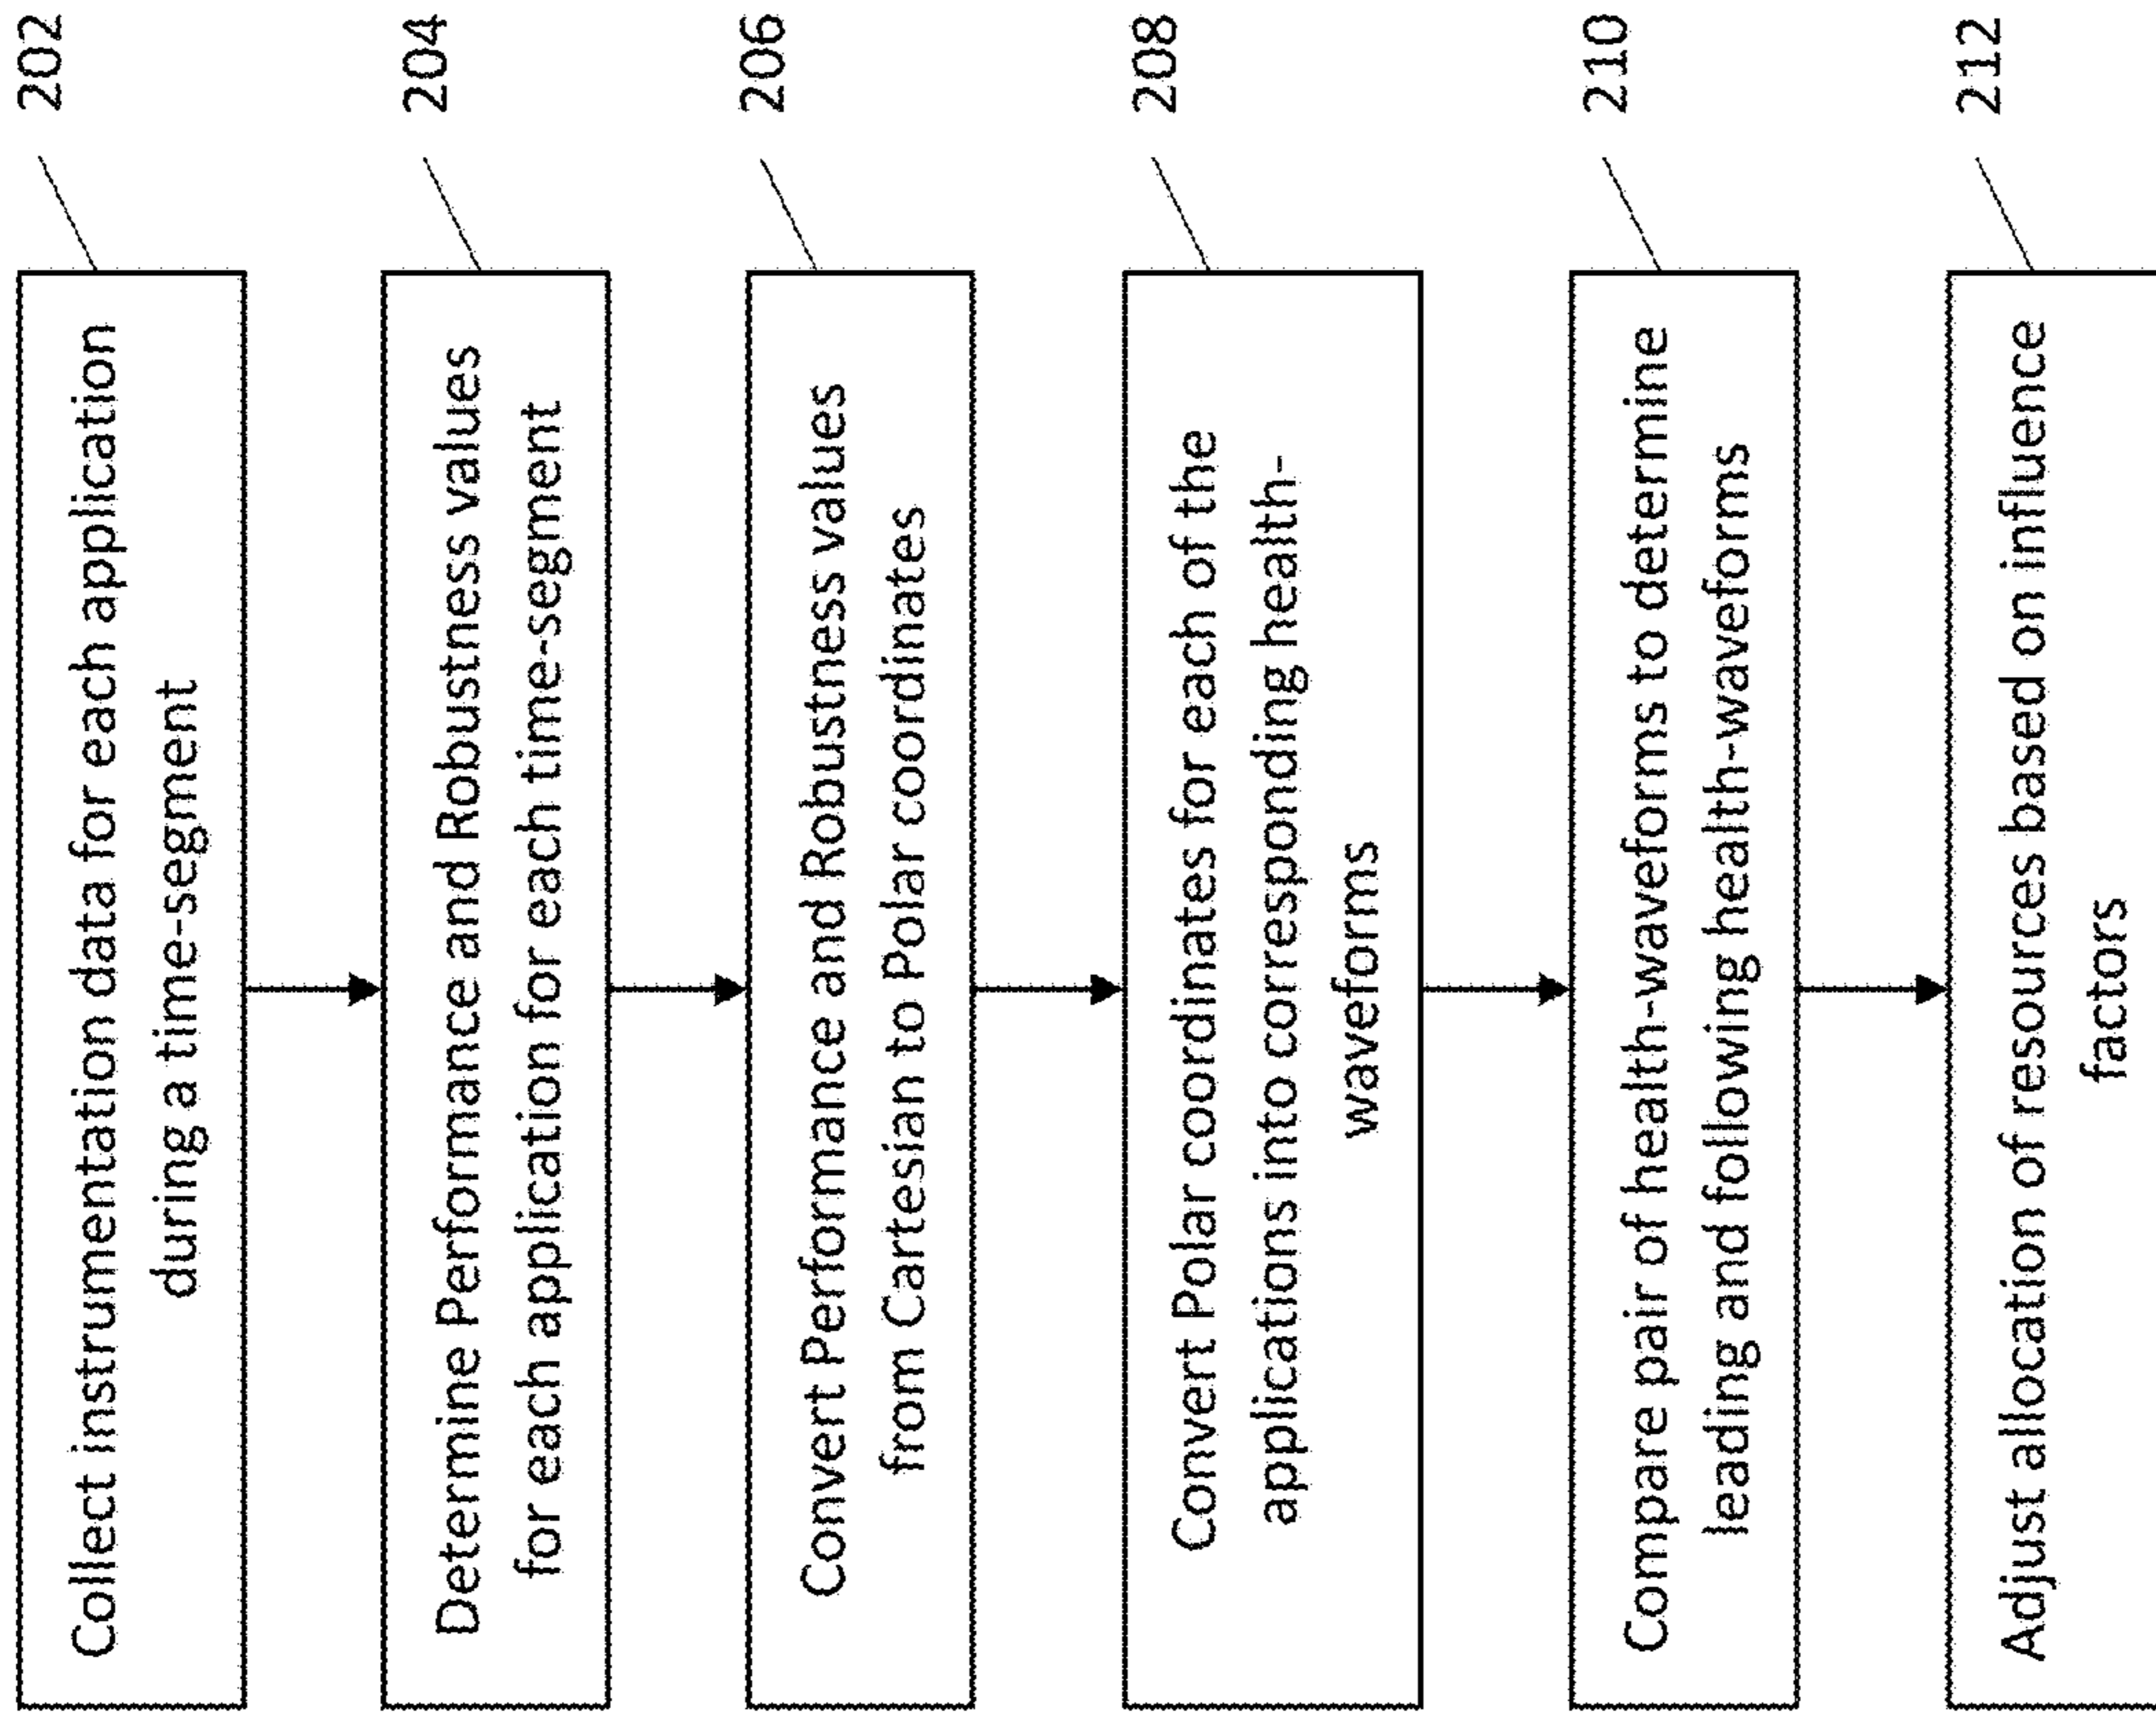 Collect instrumentation data for each application
during a time-segment
202
Determine Performance and Robustness values
for each application for each time-segment
204
Convert Performance and Robustness values
from Cartesian to Polar coordinates
206
Convert Polar coordinates for each of the
applications into corresponding health-
waveforms
208
Compare pair of health-waveforms to determine
leading and following health-waveforms
210
Adjust allocation of resources based on influence
factors
212